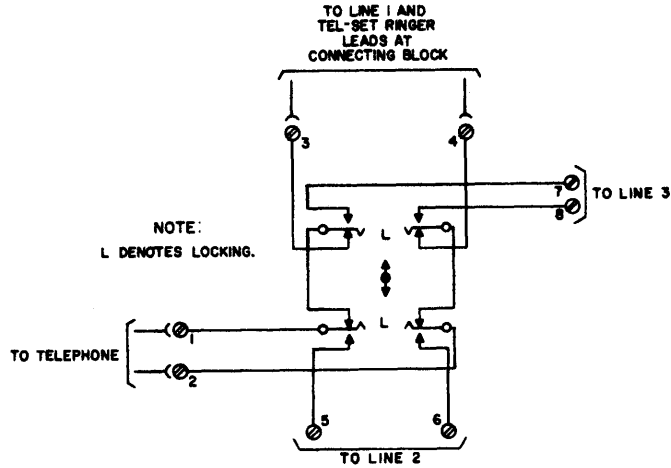 TO LINE 1 AND
TEL-SET RINGER
LEADS AT
CONNECTING BLOCK
3
4
7
8
TO LINE 3
NOTE:
L DENOTES LOCKING.
L
L
TO TELEPHONE
1
2
5
6
TO LINE 2